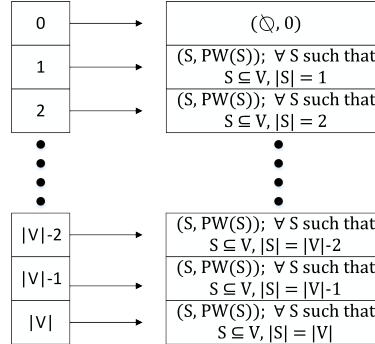 0 (∅, 0)
1 (S, PW(S)); ∀ S such that
S ⊆ V, |S| = 1
2 (S, PW(S)); ∀ S such that
S ⊆ V, |S| = 2
|V|-2 (S, PW(S)); ∀ S such that
S ⊆ V, |S| = |V|-2
|V|-1 (S, PW(S)); ∀ S such that
S ⊆ V, |S| = |V|-1
|V| (S, PW(S)); ∀ S such that
S ⊆ V, |S| = |V|